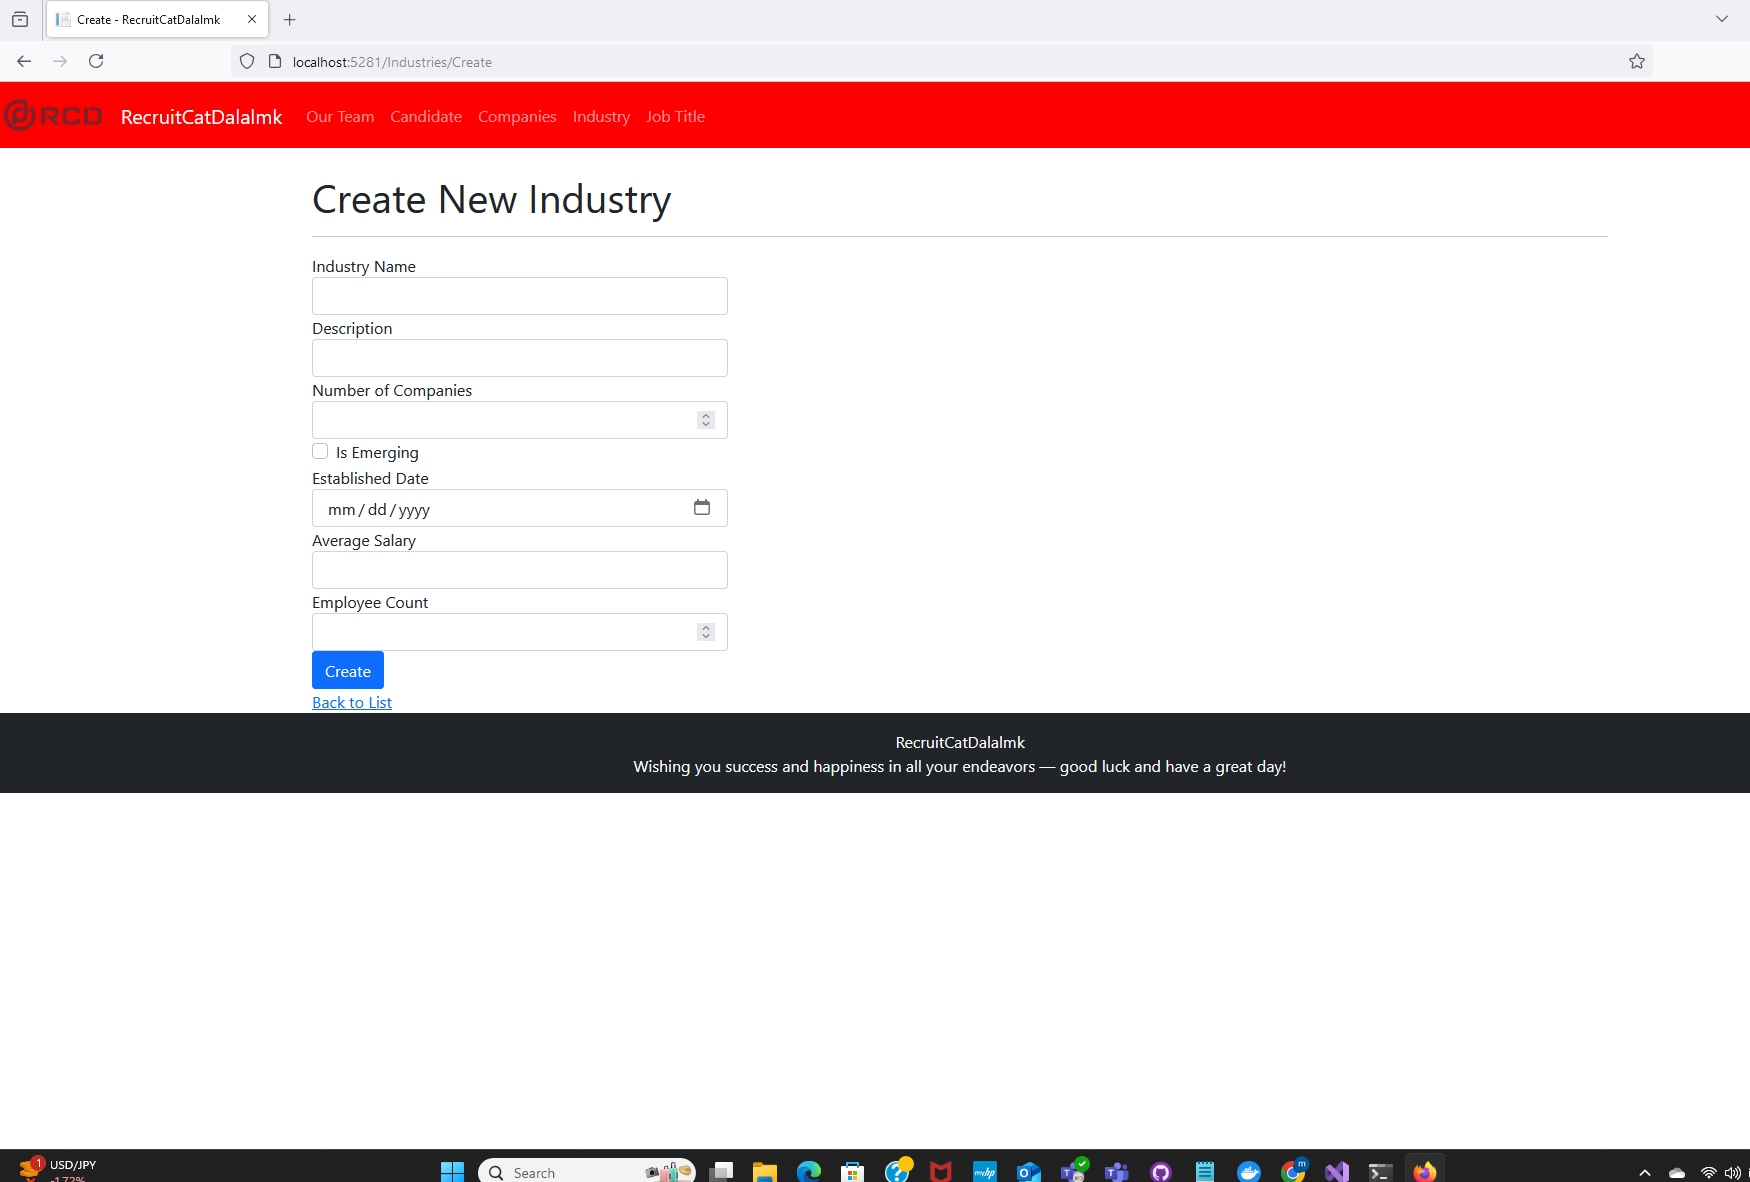 Create - RecruitCatDalalmk
localhost:5281/Industries/Create
RCD RecruitCatDalalmk Our Team Candidate Companies Industry Job Title
Create New Industry
Industry Name
Description
Number of Companies
Is Emerging
Established Date
mm / dd / yyyy
Average Salary
Employee Count
Create
Back to List
RecruitCatDalalmk
Wishing you success and happiness in all your endeavors — good luck and have a great day!
1 USD/JPY
-1.72%
Search
myhp
m